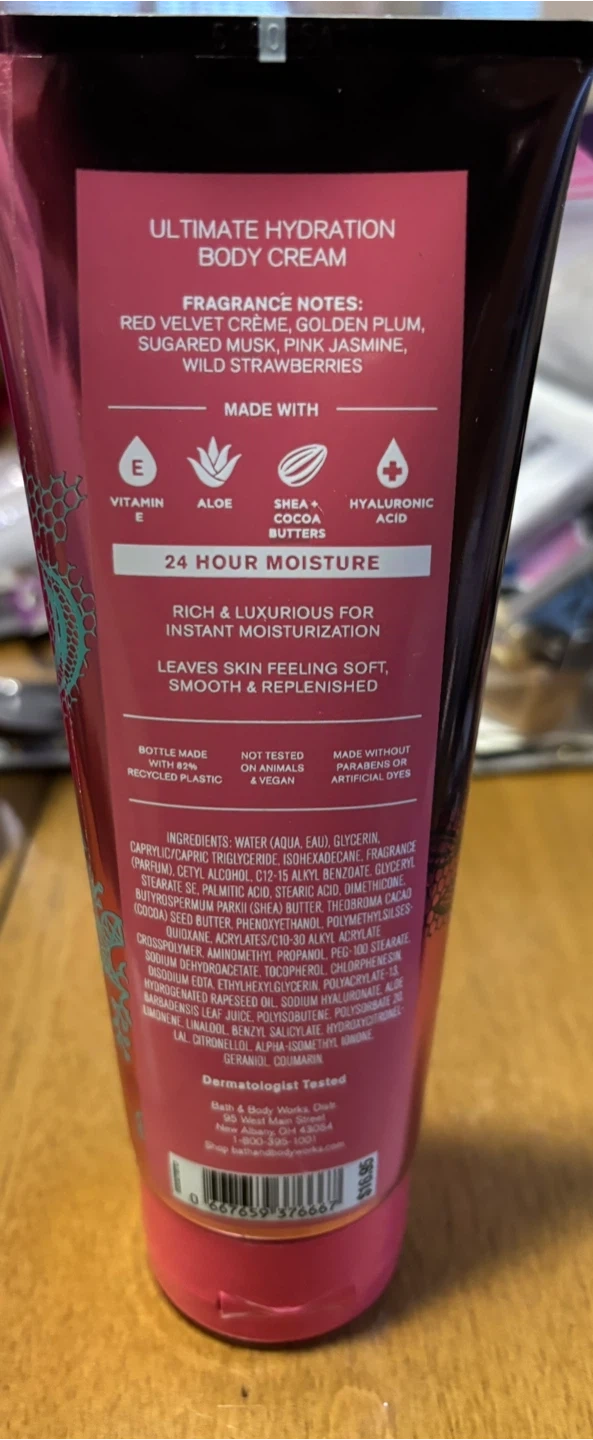 ULTIMATE HYDRATION
BODY CREAM
FRAGRANCE NOTES:
RED VELVET CRÈME, GOLDEN PLUM,
SUGARED MUSK, PINK JASMINE,
WILD STRAWBERRIES
MADE WITH
E
VITAMIN E
ALOE
SHEA + COCOA BUTTERS
HYALURONIC ACID
24 HOUR MOISTURE
RICH & LUXURIOUS FOR
INSTANT MOISTURIZATION
LEAVES SKIN FEELING SOFT,
SMOOTH & REPLENISHED
BOTTLE MADE
WITH 82%
RECYCLED PLASTIC
NOT TESTED
ON ANIMALS
& VEGAN
MADE WITHOUT
PARABENS OR
ARTIFICIAL DYES
INGREDIENTS: WATER (AQUA, EAU), GLYCERIN,
CAPRYLIC/CAPRIC TRIGLYCERIDE, ISOHEXADECANE, FRAGRANCE
(PARFUM), CETYL ALCOHOL, C12-15 ALKYL BENZOATE, GLYCERYL
STEARATE SE, PALMITIC ACID, STEARIC ACID, DIMETHICONE,
BUTYROSPERMUM PARKII (SHEA) BUTTER, THEOBROMA CACAO
(COCOA) SEED BUTTER, PHENOXYETHANOL, POLYMETHYLSILSES-
QUIOXANE, ACRYLATES/C10-30 ALKYL ACRYLATE
CROSSPOLYMER, AMINOMETHYL PROPANOL, PEG-100 STEARATE,
SODIUM DEHYDROACETATE, TOCOPHEROL, CHLORPHENESIN,
DISODIUM EDTA, ETHYLHEXYLGLYCERIN, POLYACRYLATE-13,
HYDROGENATED RAPESEED OIL, SODIUM HYALURONATE, ALOE
BARBADENSIS LEAF JUICE, POLYISOBUTENE, POLYSORBATE 20,
LIMONENE, LINALOOL, BENZYL SALICYLATE, HYDROXYCITRONEL-
LAL, CITRONELLOL, ALPHA-ISOMETHYL IONONE,
GERANIOL, COUMARIN.
Dermatologist Tested
Bath & Body Works, Distr.
95 West Main Street
New Albany, OH 43054
1-800-395-1001
Shop bathandbodyworks.com
0 667659 376667
$16.95